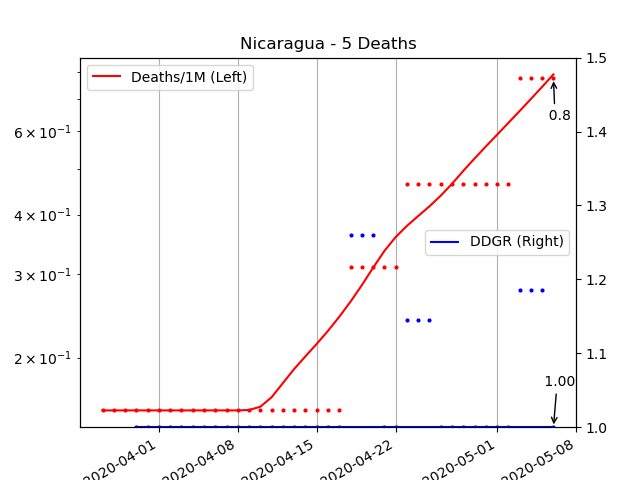 Nicaragua - 5 Deaths
Deaths/1M (Left)
DDGR (Right)
6 × 10⁻¹
4 × 10⁻¹
3 × 10⁻¹
2 × 10⁻¹
1.5
1.4
1.3
1.2
1.1
1.0
0.8
1.00
2020-04-01
2020-04-08
2020-04-15
2020-04-22
2020-05-01
2020-05-08